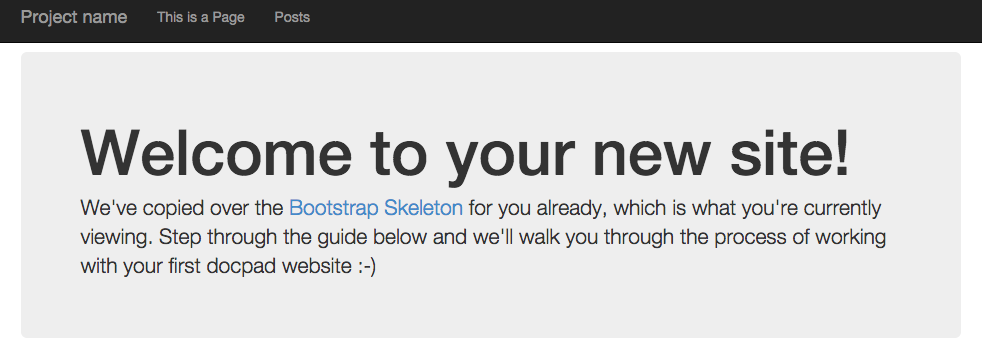 Project name This is a Page Posts
Welcome to your new site!
We've copied over the Bootstrap Skeleton for you already, which is what you're currently
viewing. Step through the guide below and we'll walk you through the process of working
with your first docpad website :-)